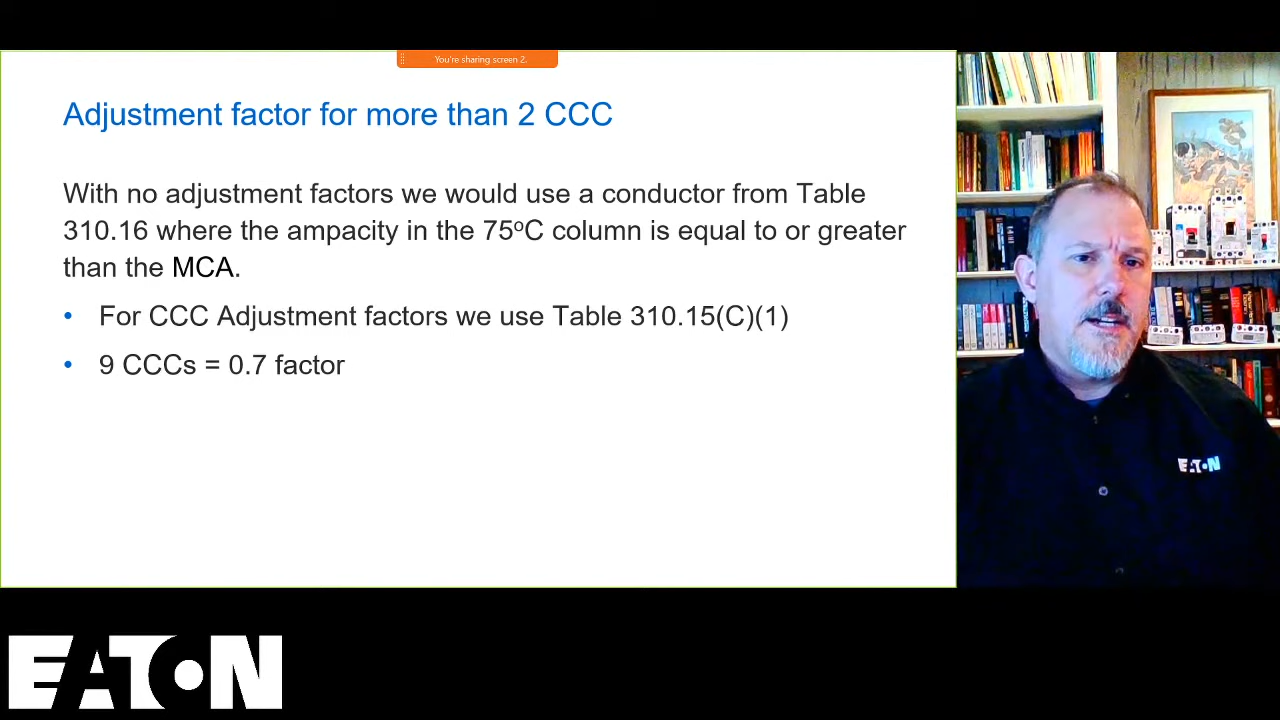 You're sharing screen 2.
Adjustment factor for more than 2 CCC
With no adjustment factors we would use a conductor from Table
310.16 where the ampacity in the 75ºC column is equal to or greater
than the MCA.
• For CCC Adjustment factors we use Table 310.15(C)(1)
• 9 CCCs = 0.7 factor
EATON
EATON